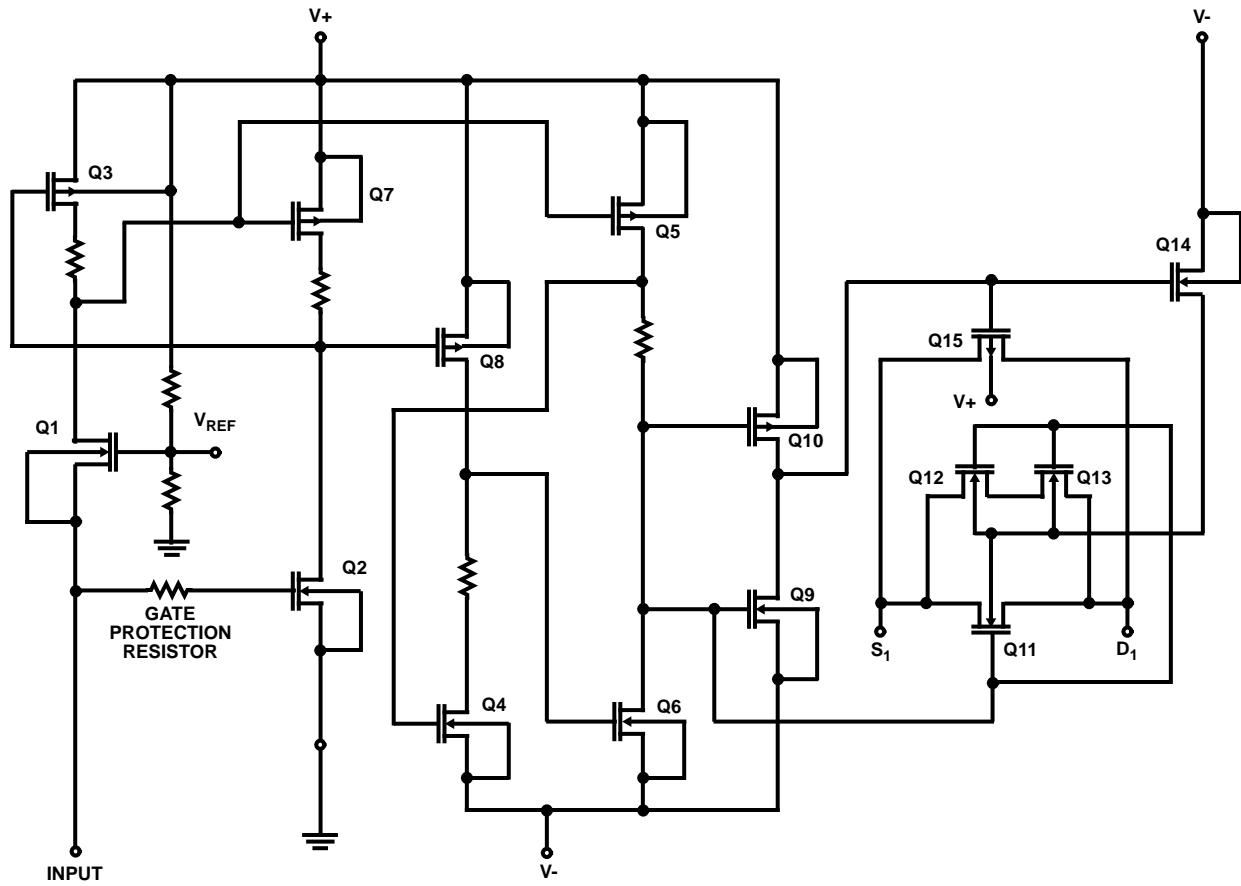 V+
V-
Q3
Q7
Q5
Q14
Q15
Q8
V+
Q1
VREF
Q10
Q12
Q13
Q2
Q9
GATE
PROTECTION
RESISTOR
S1
Q11
D1
Q4
Q6
INPUT
V-